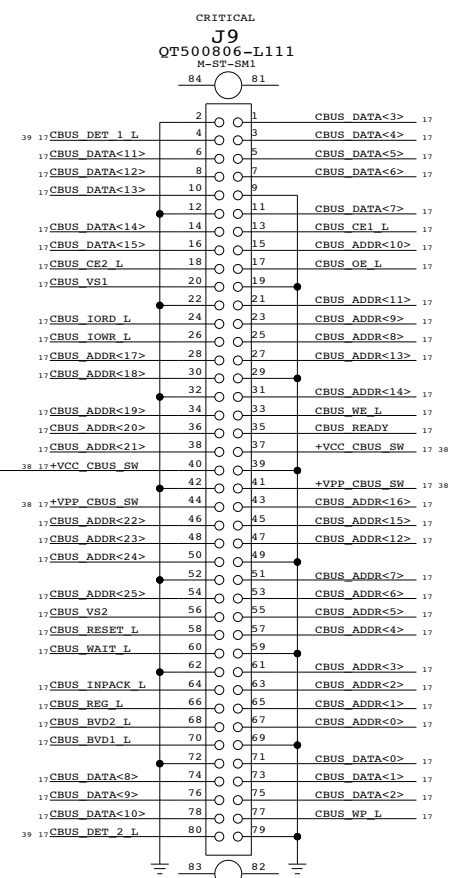 CRITICAL
J9
QT500806-L111
M-ST-SM1
84 81
2 1 CBUS_DATA<3> 17
39 17 CBUS_DET_1_L 4 3 CBUS_DATA<4> 17
17 CBUS_DATA<11> 6 5 CBUS_DATA<5> 17
17 CBUS_DATA<12> 8 7 CBUS_DATA<6> 17
17 CBUS_DATA<13> 10 9
12 11 CBUS_DATA<7> 17
17 CBUS_DATA<14> 14 13 CBUS_CE1_L 17
17 CBUS_DATA<15> 16 15 CBUS_ADDR<10> 17
17 CBUS_CE2_L 18 17 CBUS_OE_L 17
17 CBUS_VS1 20 19
22 21 CBUS_ADDR<11> 17
17 CBUS_IORD_L 24 23 CBUS_ADDR<9> 17
17 CBUS_IOWR_L 26 25 CBUS_ADDR<8> 17
17 CBUS_ADDR<17> 28 27 CBUS_ADDR<13> 17
17 CBUS_ADDR<18> 30 29
32 31 CBUS_ADDR<14> 17
17 CBUS_ADDR<19> 34 33 CBUS_WE_L 17
17 CBUS_ADDR<20> 36 35 CBUS_READY 17
17 CBUS_ADDR<21> 38 37 +VCC_CBUS_SW 17 38
38 17 +VCC_CBUS_SW 40 39
42 41 +VPP_CBUS_SW 17 38
38 17 +VPP_CBUS_SW 44 43 CBUS_ADDR<16> 17
17 CBUS_ADDR<22> 46 45 CBUS_ADDR<15> 17
17 CBUS_ADDR<23> 48 47 CBUS_ADDR<12> 17
17 CBUS_ADDR<24> 50 49
52 51 CBUS_ADDR<7> 17
17 CBUS_ADDR<25> 54 53 CBUS_ADDR<6> 17
17 CBUS_VS2 56 55 CBUS_ADDR<5> 17
17 CBUS_RESET_L 58 57 CBUS_ADDR<4> 17
17 CBUS_WAIT_L 60 59
62 61 CBUS_ADDR<3> 17
17 CBUS_INPACK_L 64 63 CBUS_ADDR<2> 17
17 CBUS_REG_L 66 65 CBUS_ADDR<1> 17
17 CBUS_BVD2_L 68 67 CBUS_ADDR<0> 17
17 CBUS_BVD1_L 70 69
72 71 CBUS_DATA<0> 17
17 CBUS_DATA<8> 74 73 CBUS_DATA<1> 17
17 CBUS_DATA<9> 76 75 CBUS_DATA<2> 17
17 CBUS_DATA<10> 78 77 CBUS_WP_L 17
39 17 CBUS_DET_2_L 80 79
83 82